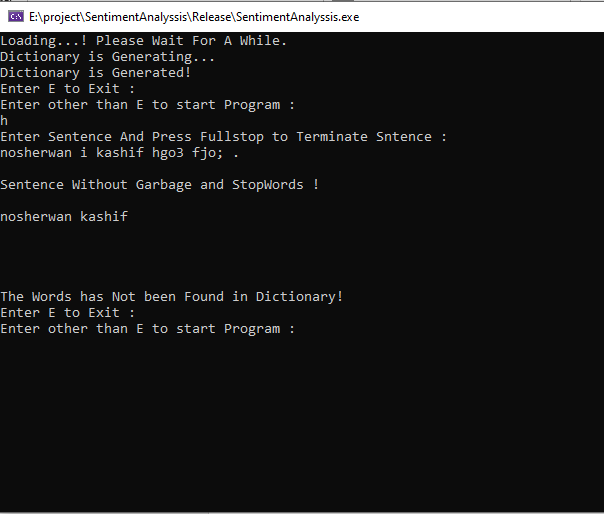 E:\project\SentimentAnalyssis\Release\SentimentAnalyssis.exe
Loading...! Please Wait For A While.
Dictionary is Generating...
Dictionary is Generated!
Enter E to Exit :
Enter other than E to start Program :
h
Enter Sentence And Press Fullstop to Terminate Sntence :
nosherwan i kashif hgo3 fjo; .
Sentence Without Garbage and StopWords !
nosherwan kashif
The Words has Not been Found in Dictionary!
Enter E to Exit :
Enter other than E to start Program :